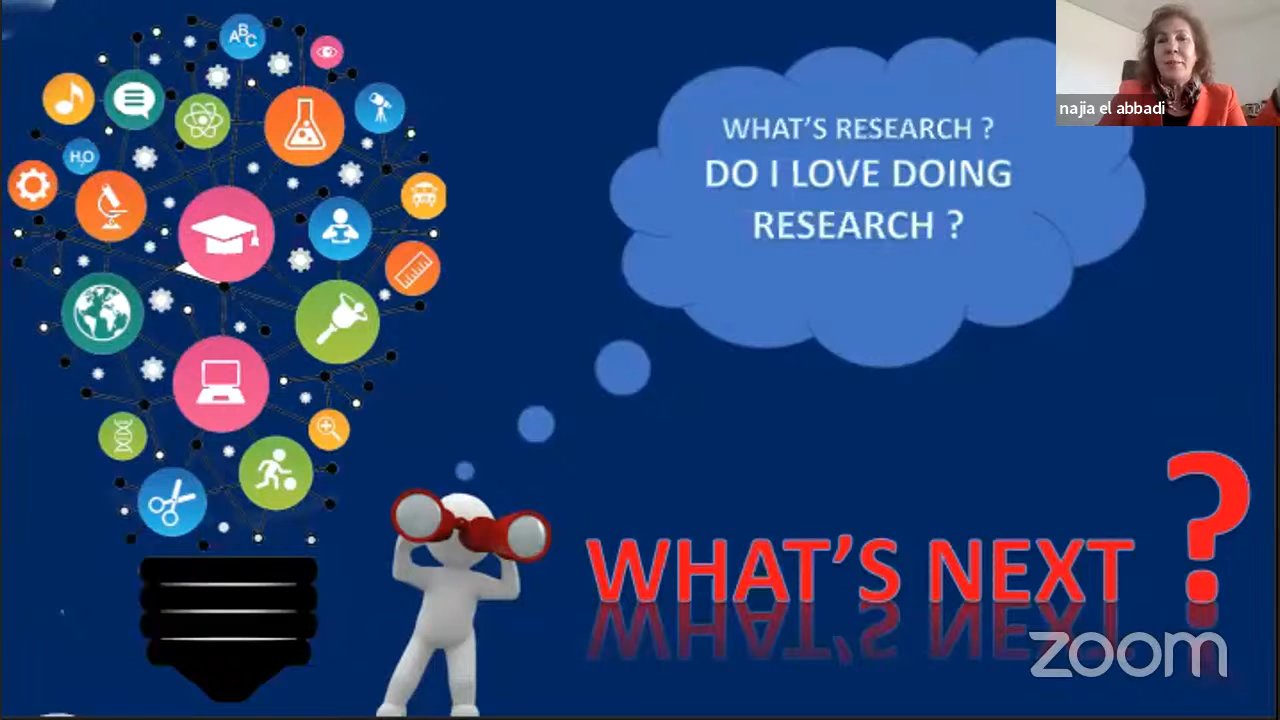 ABC
H₂O
WHAT'S RESEARCH ?
DO I LOVE DOING
RESEARCH ?
najia el abbadi
WHAT'S NEXT ?
zoom